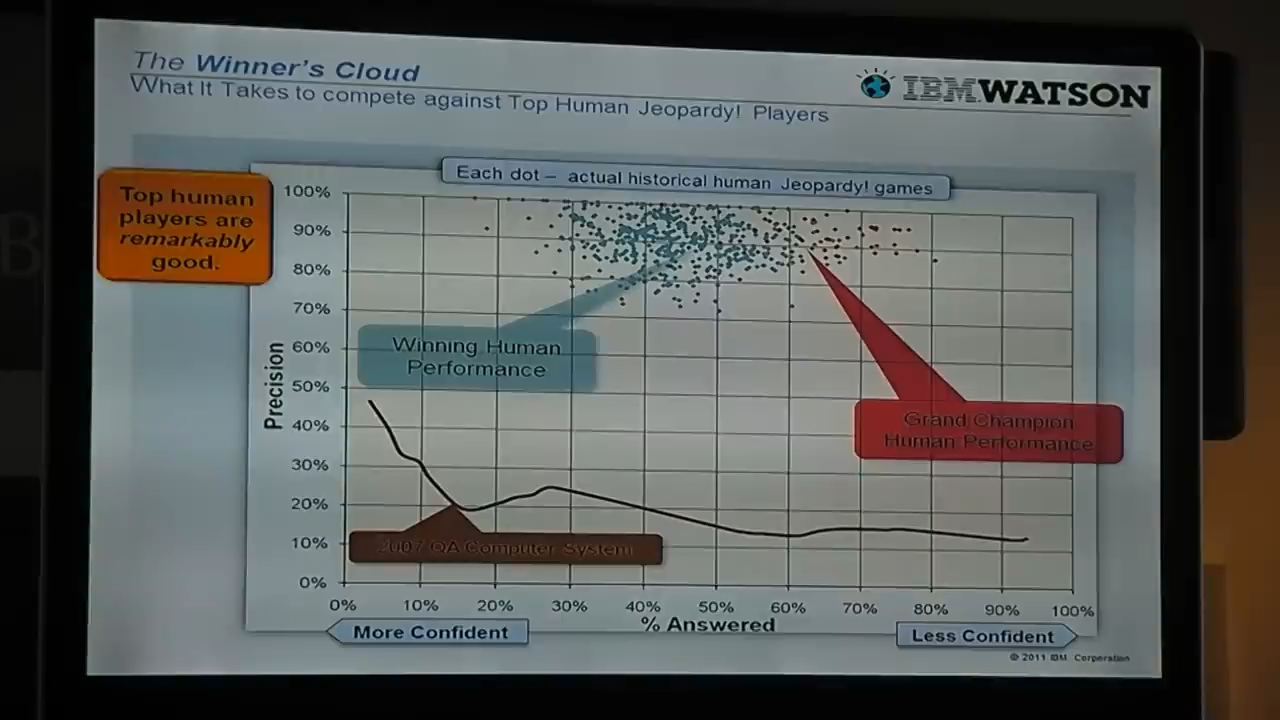 The Winner's Cloud
What It Takes to compete against Top Human Jeopardy! Players
IBM WATSON
Top human
players are
remarkably
good.
Each dot – actual historical human Jeopardy! games
100%
90%
80%
70%
60%
50%
40%
30%
20%
10%
0%
Precision
Winning Human
Performance
Grand Champion
Human Performance
2007 QA Computer System
0% 10% 20% 30% 40% 50% 60% 70% 80% 90% 100%
% Answered
More Confident
Less Confident
© 2011 IBM Corporation
B